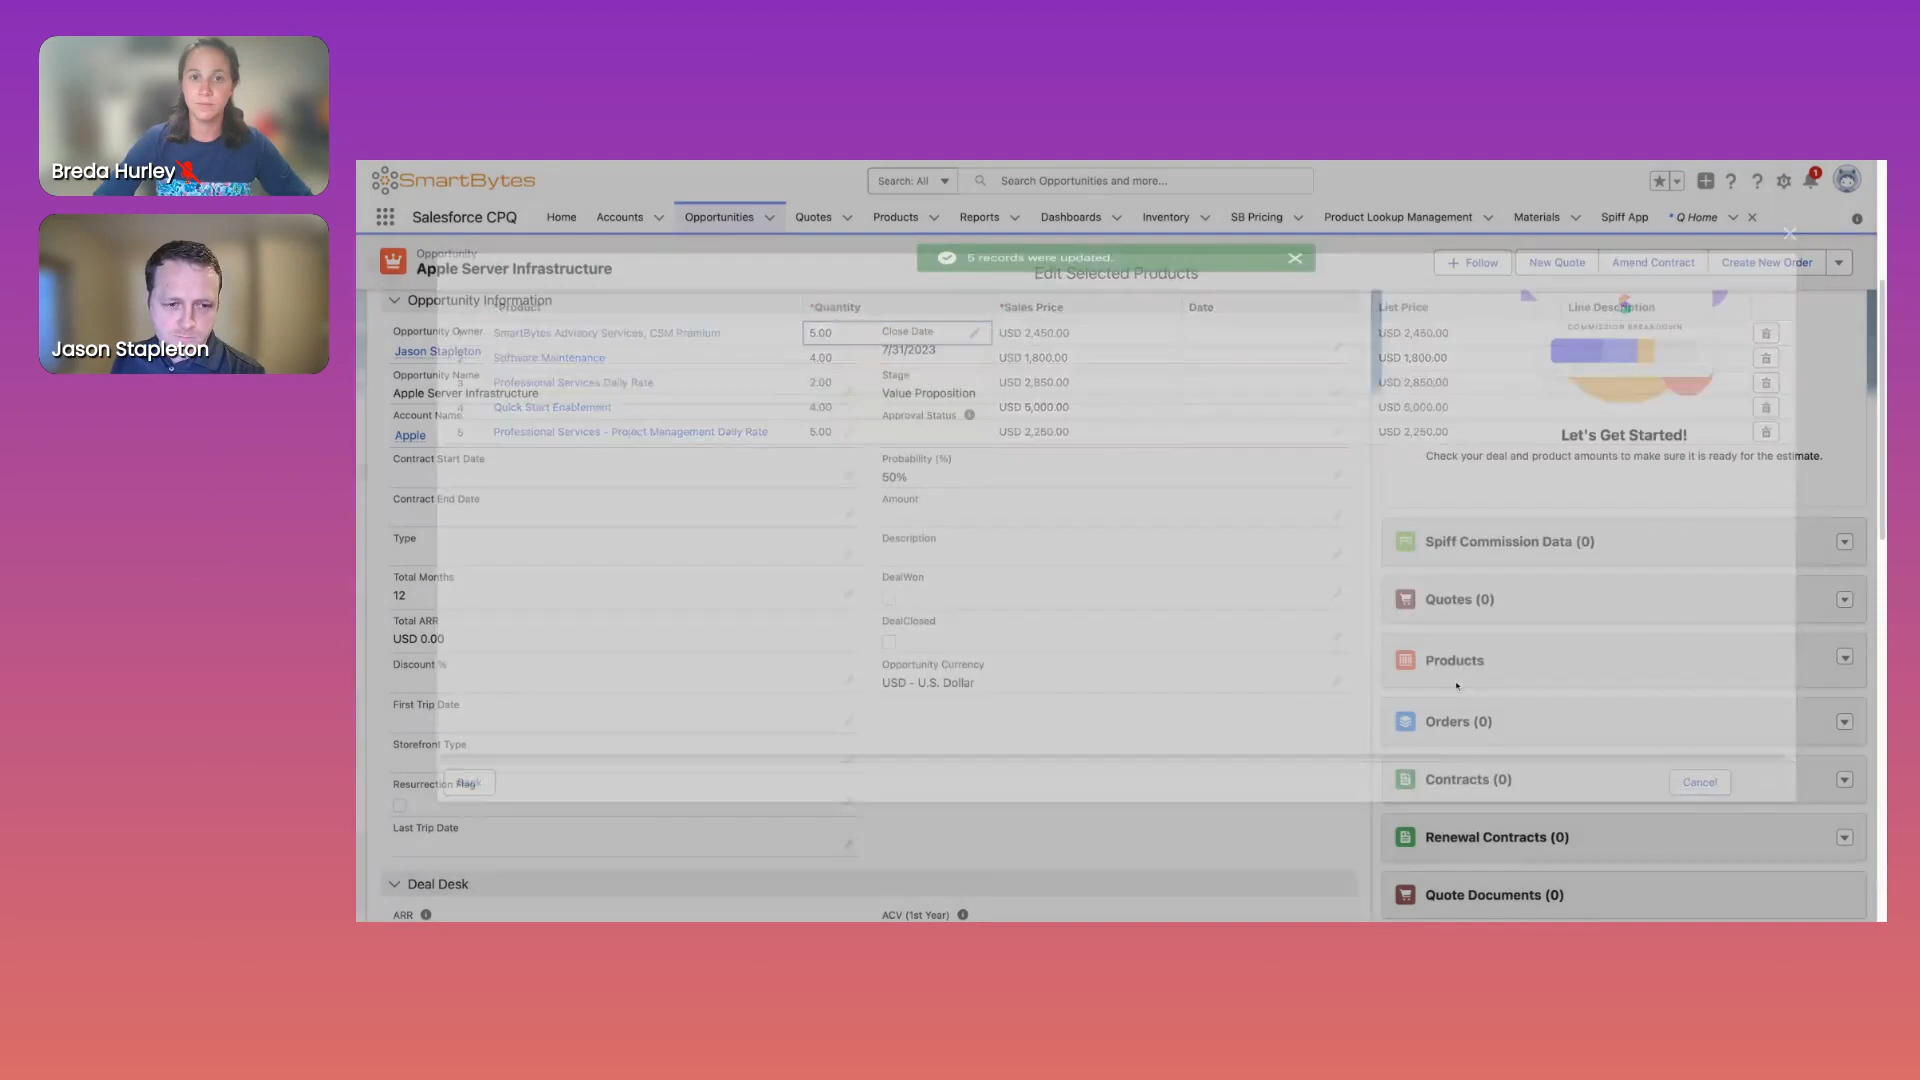 Breda Hurley
Jason Stapleton
SmartBytes
Search: All
Search Opportunities and more...
1
Salesforce CPQ
Home
Accounts
Opportunities
Quotes
Products
Reports
Dashboards
Inventory
SB Pricing
Product Lookup Management
Materials
Spiff App
* Q Home
Opportunity
Apple Server Infrastructure
5 records were updated.
Edit Selected Products
+ Follow
New Quote
Amend Contract
Create New Order
Opportunity Information
*Product
*Quantity
*Sales Price
Date
List Price
Line Description
Opportunity Owner
Jason Stapleton
SmartBytes Advisory Services, CSM Premium
5.00
USD 2,450.00
USD 2,450.00
Close Date
7/31/2023
COMMISSION BREAKDOWN
Software Maintenance
4.00
USD 1,800.00
USD 1,800.00
Opportunity Name
Apple Server Infrastructure
3
Professional Services Daily Rate
2.00
USD 2,850.00
USD 2,850.00
Stage
Value Proposition
4
Quick Start Enablement
4.00
USD 5,000.00
USD 5,000.00
Account Name
Apple
Approval Status
5
Professional Services - Project Management Daily Rate
5.00
USD 2,250.00
USD 2,250.00
Let's Get Started!
Check your deal and product amounts to make sure it is ready for the estimate.
Contract Start Date
Probability (%)
50%
Contract End Date
Amount
Type
Description
Total Months
12
DealWon
Total ARR
USD 0.00
DealClosed
Discount %
Opportunity Currency
USD - U.S. Dollar
First Trip Date
Storefront Type
Resurrection Flag
Back
Cancel
Last Trip Date
Spiff Commission Data (0)
Quotes (0)
Products
Orders (0)
Contracts (0)
Renewal Contracts (0)
Quote Documents (0)
Deal Desk
ARR
ACV (1st Year)